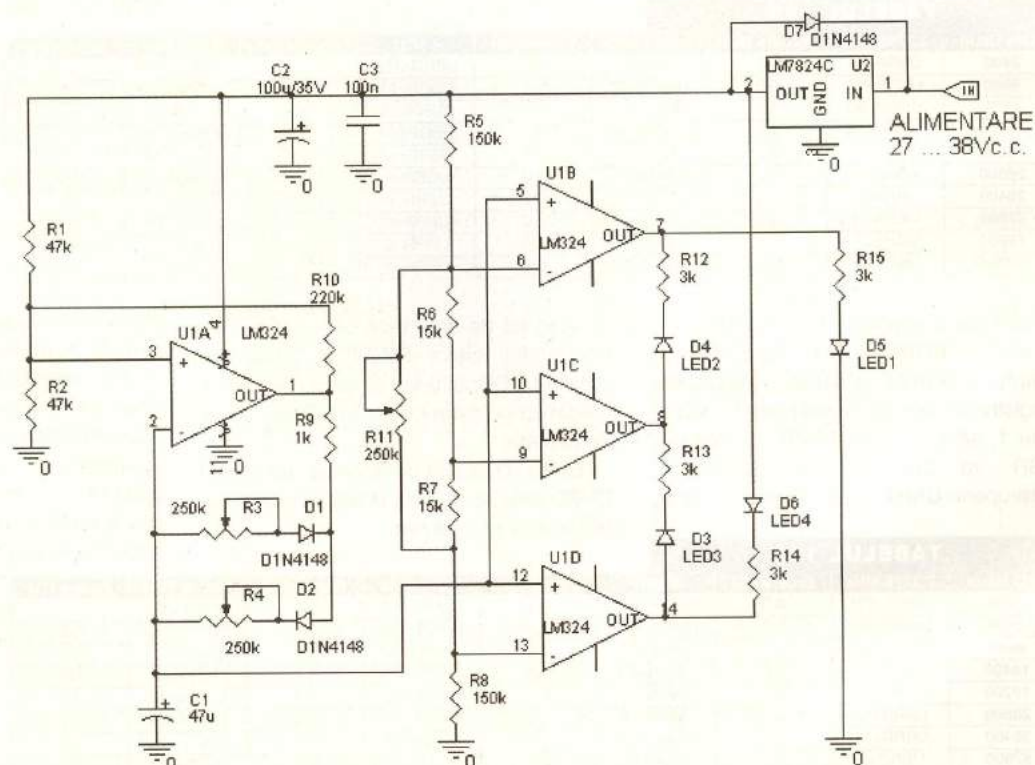 D7
D1N4148
LM7824C U2
2 OUT GND IN 1
IN
0
ALIMENTARE
27 ... 38Vc.c.
C2
100u/35V
0
C3
100n
0
R5
150k
R1
47k
R2
47k
0
R10
220k
U1A
LM324
4
3
+
2
-
OUT
1
11
0
R9
1k
250k
R3
D1
D1N4148
R4
D2
250k
D1N4148
C1
47u
0
R11
250k
R6
15k
R7
15k
R8
150k
0
U1B
5
+
LM324
OUT
7
6
-
U1C
10
+
LM324
OUT
8
9
-
U1D
12
+
LM324
OUT
14
13
-
R12
3k
D4
LED2
R13
3k
D3
LED3
D6
LED4
R14
3k
R15
3k
D5
LED1
0